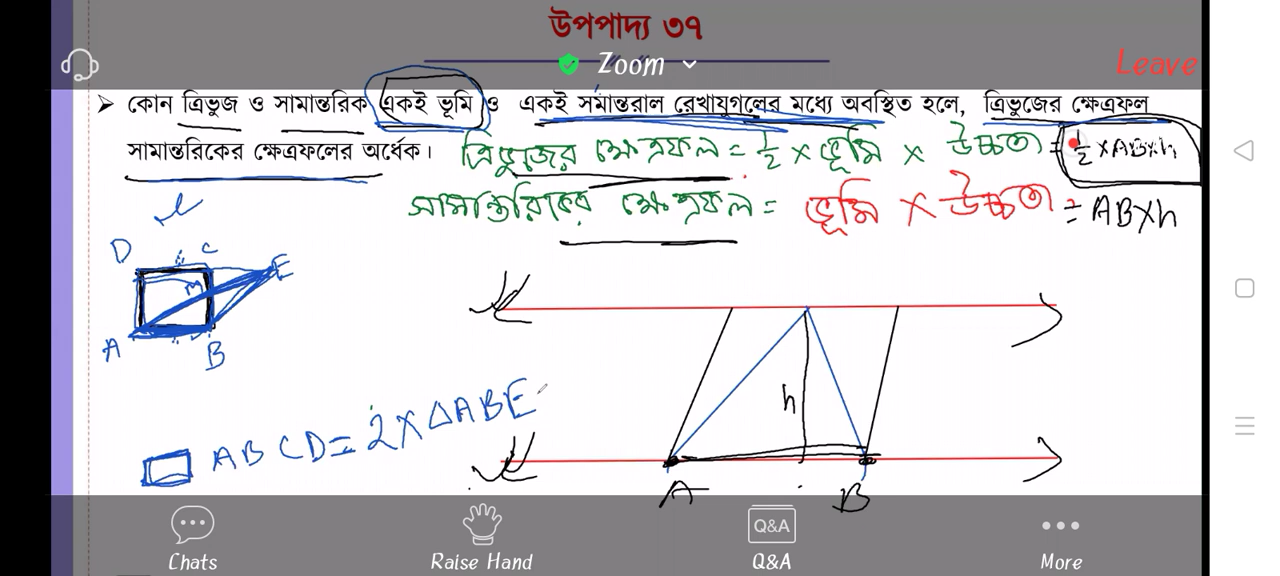 উপপাদ্য ৩৭
Zoom
Leave
➤ কোন ত্রিভুজ ও সামান্তরিক একই ভূমি ও একই সমান্তরাল রেখাযুগলের মধ্যে অবস্থিত হলে, ত্রিভুজের ক্ষেত্রফল
সামান্তরিকের ক্ষেত্রফলের অর্ধেক।
ত্রিভুজের ক্ষেত্রফল = ½ × ভূমি × উচ্চতা = ½ × AB × h
সামান্তরিকের ক্ষেত্রফল = ভূমি × উচ্চতা = AB × h
D C E
M
A B
h
ABCD = 2 × ΔABE
A B
Chats Raise Hand Q&A Q&A More